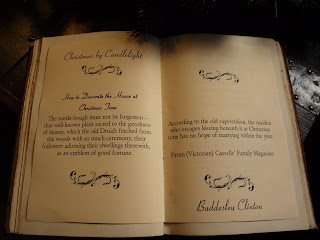 Christmas by Candlelight
How to Decorate the House at
Christmas Time
The mistle-bough must not be forgotten –
that well-known plant sacred to the goddess
of beauty, which the old Druids fetched from
the woods with so much ceremony, their
followers adorning their dwellings therewith,
as an emblem of good fortune.
According to the old superstition, the maiden
who escapes kissing beneath it at Christmas
time has no hope of marrying within the year.
From (Victorian) Cassells' Family Magazine
Baddesley Clinton